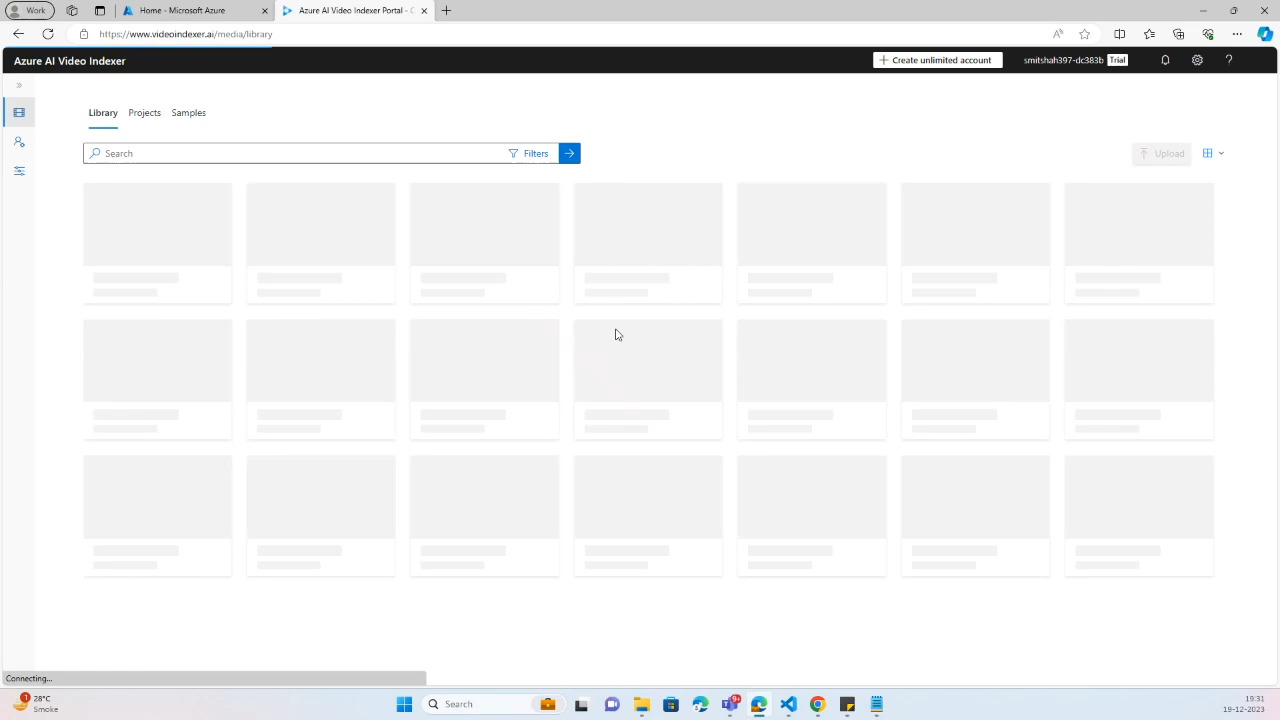 Work
Home - Microsoft Azure
Azure AI Video Indexer Portal - C
https://www.videoindexer.ai/media/library
Azure AI Video Indexer
Create unlimited account
smitshah397-dc383b Trial
?
Library Projects Samples
Search
Filters
Upload
Connecting...
1
28°C
Smoke
Search
9+
19:31
19-12-2023